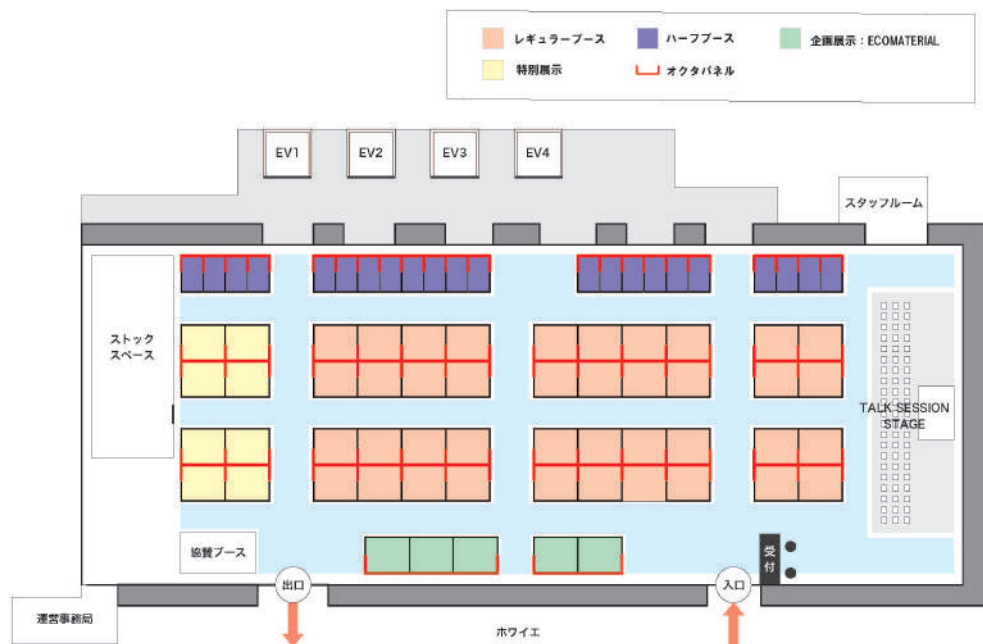 レギュラーブース
ハーフブース
企画展示：ECOMATERIAL
特別展示
オクタパネル
EV1
EV2
EV3
EV4
スタッフルーム
ストック
スペース
TALK SESSION
STAGE
協賛ブース
受付
出口
入口
運営事務局
ホワイエ